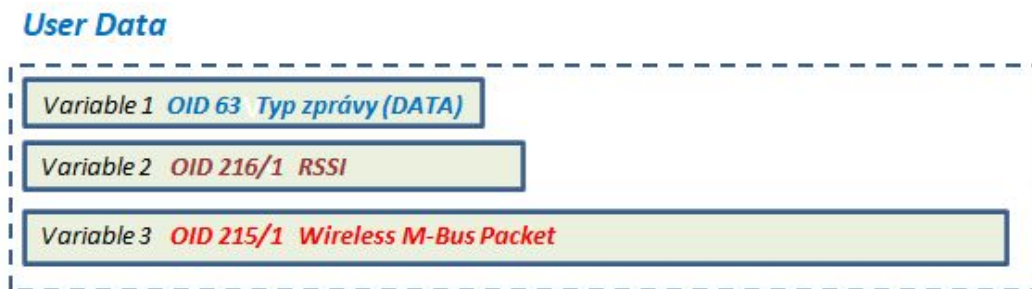 User Data
Variable 1 OID 63 Typ zprávy (DATA)
Variable 2 OID 216/1 RSSI
Variable 3 OID 215/1 Wireless M-Bus Packet